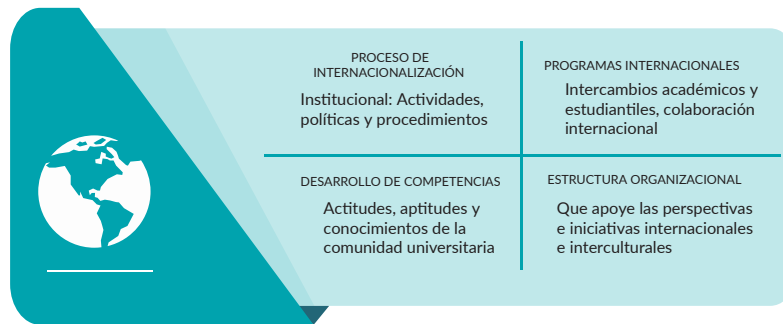 PROCESO DE
INTERNACIONALIZACIÓN
Institucional: Actividades,
políticas y procedimientos
PROGRAMAS INTERNACIONALES
Intercambios académicos y
estudiantiles, colaboración
internacional
DESARROLLO DE COMPETENCIAS
Actitudes, aptitudes y
conocimientos de la
comunidad universitaria
ESTRUCTURA ORGANIZACIONAL
Que apoye las perspectivas
e iniciativas internacionales
e interculturales